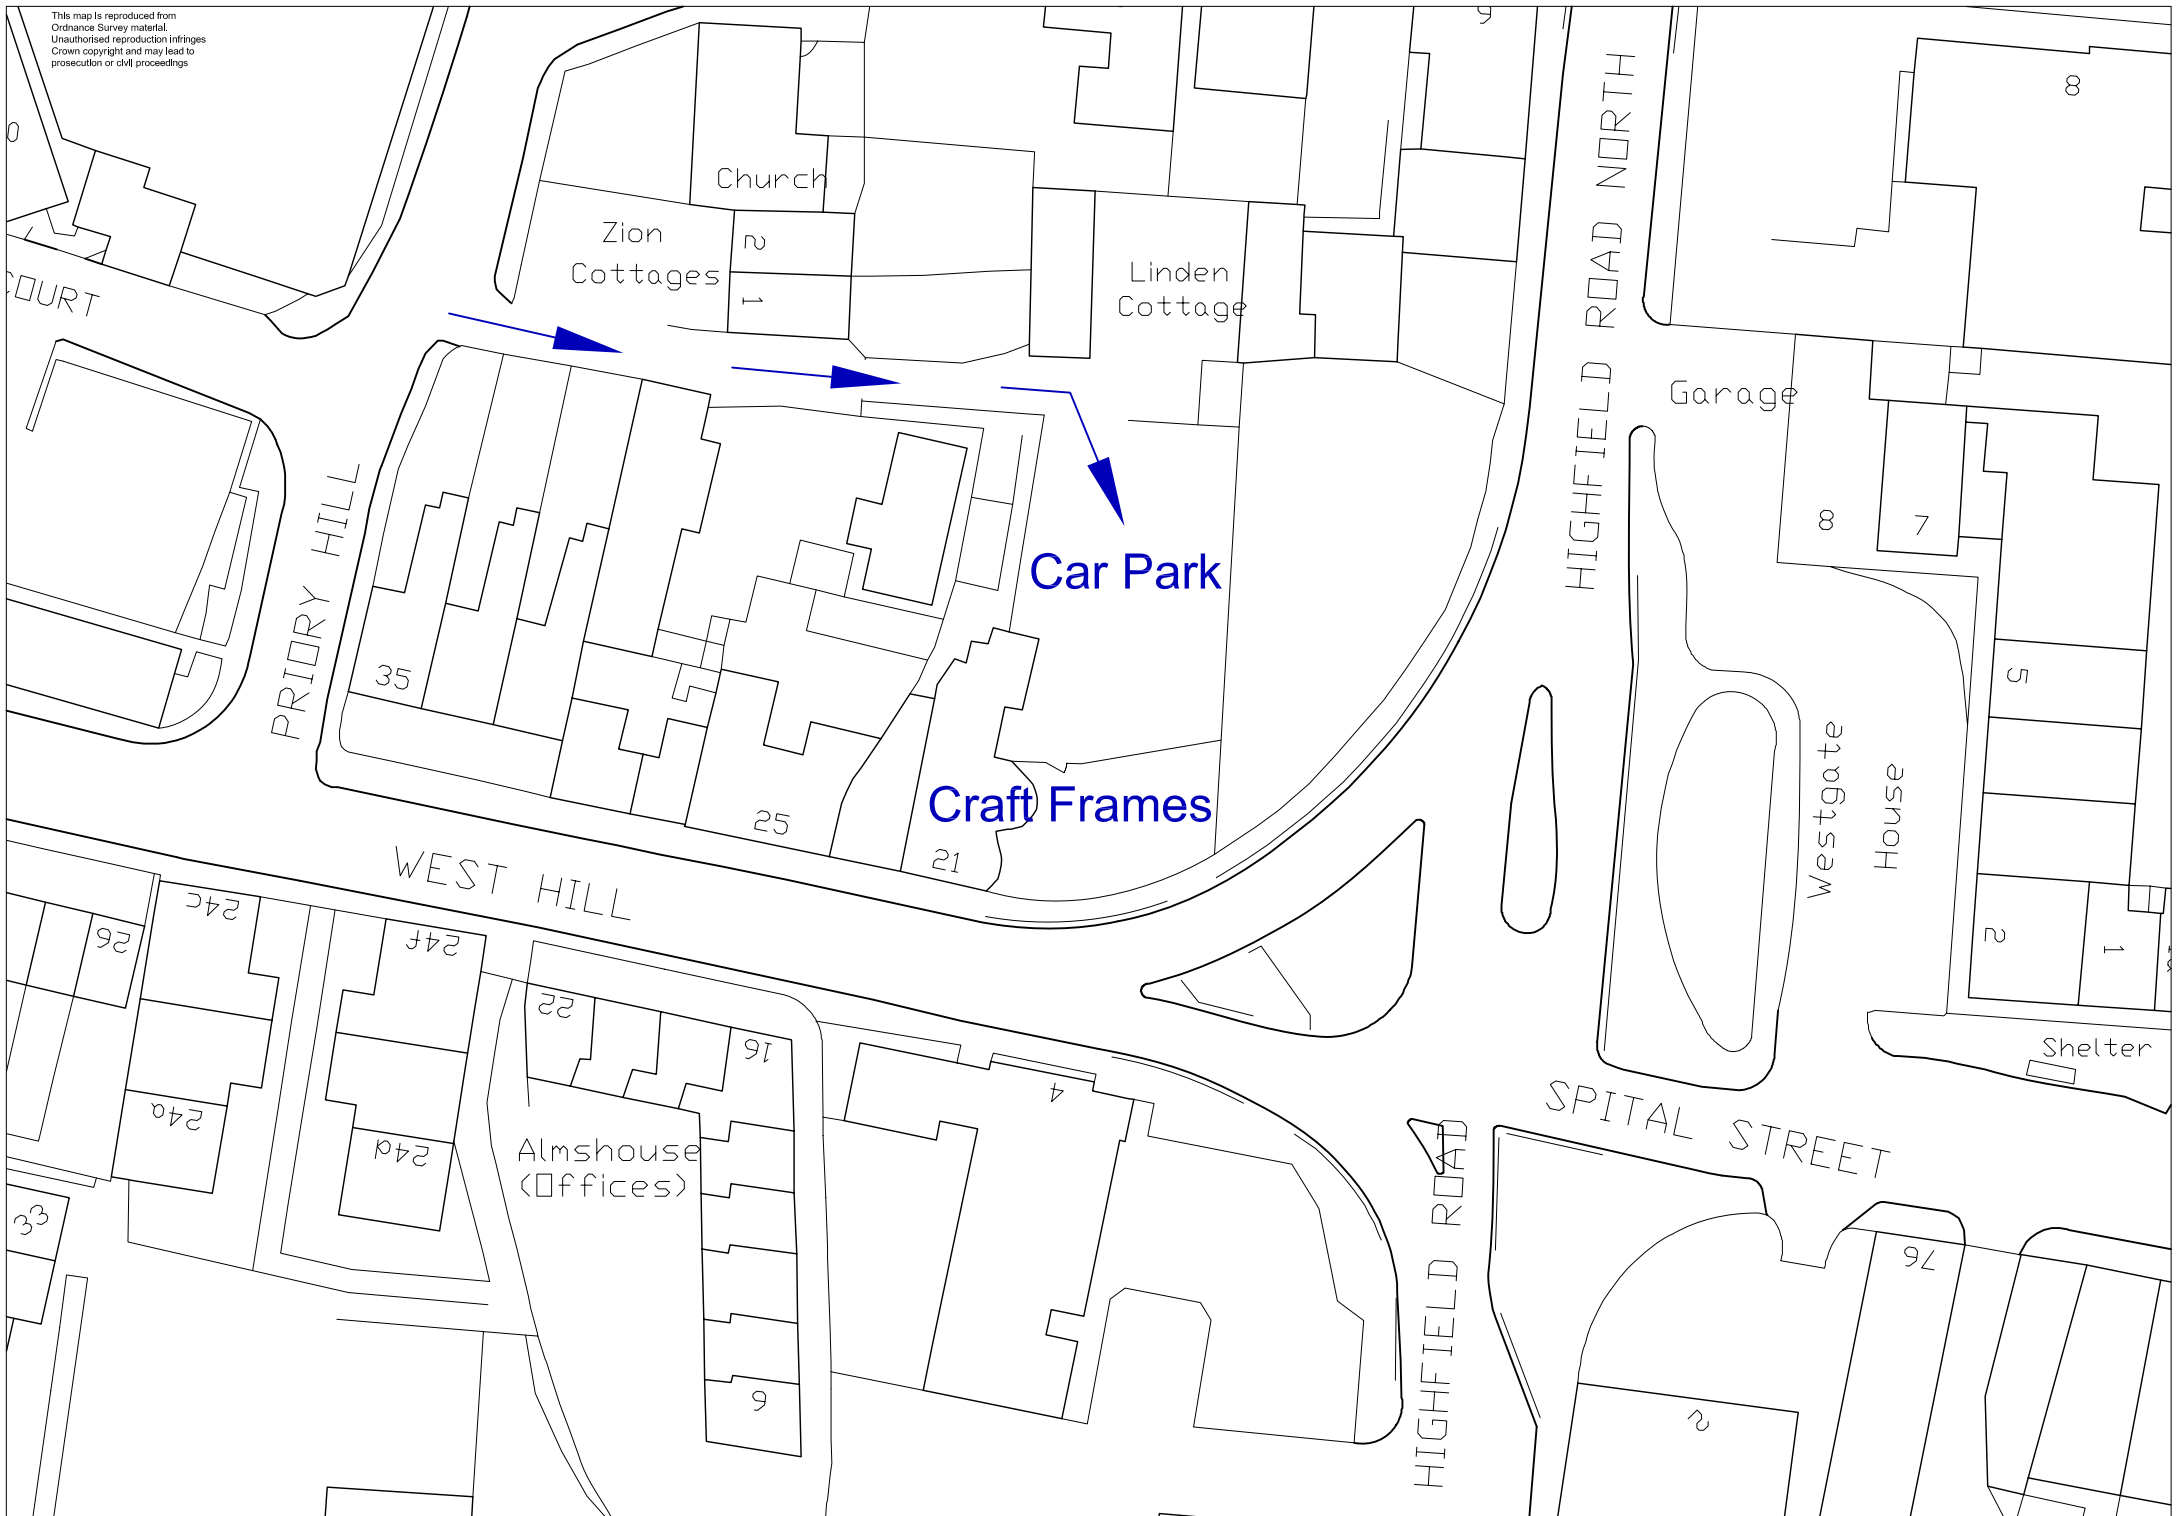 This map is reproduced from
Ordnance Survey material.
Unauthorised reproduction infringes
Crown copyright and may lead to
prosecution or civil proceedings
8
Church
Zion
Cottages
2
1
Linden
Cottage
HIGHFIELD ROAD NORTH
COURT
Garage
8
7
Car Park
PRIORY HILL
35
5
Craft Frames
25
21
Westgate
House
WEST HILL
24c
26
24f
22
16
2
1
Shelter
4
24a
24d
Almshouse
(Offices)
SPITAL STREET
HIGHFIELD ROAD
33
76
6
2